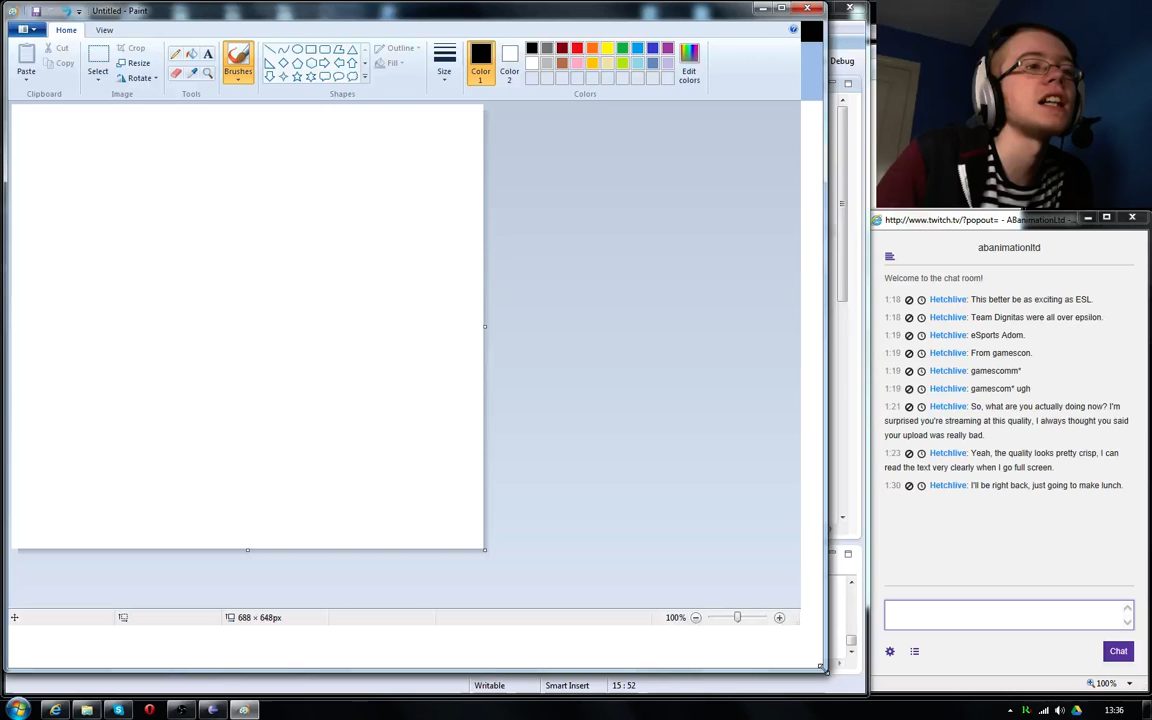 Untitled - Paint
Home View
Paste
Cut
Copy
Clipboard
Select
Crop
Resize
Rotate
Image
A
Tools
Brushes
Shapes
Outline
Fill
Size
Color 1
Color 2
Edit colors
Colors
Debug
688 × 648px
100%
Writable Smart Insert 15 : 52
http://www.twitch.tv/?popout= - ABanimationLtd -...
abanimationltd
Welcome to the chat room!
1:18 Hetchlive: This better be as exciting as ESL.
1:18 Hetchlive: Team Dignitas were all over epsilon.
1:19 Hetchlive: eSports Adom.
1:19 Hetchlive: From gamescon.
1:19 Hetchlive: gamescomm*
1:19 Hetchlive: gamescom* ugh
1:21 Hetchlive: So, what are you actually doing now? I'm
surprised you're streaming at this quality, I always thought you said
your upload was really bad.
1:23 Hetchlive: Yeah, the quality looks pretty crisp, I can
read the text very clearly when I go full screen.
1:30 Hetchlive: I'll be right back, just going to make lunch.
Chat
100%
13:36